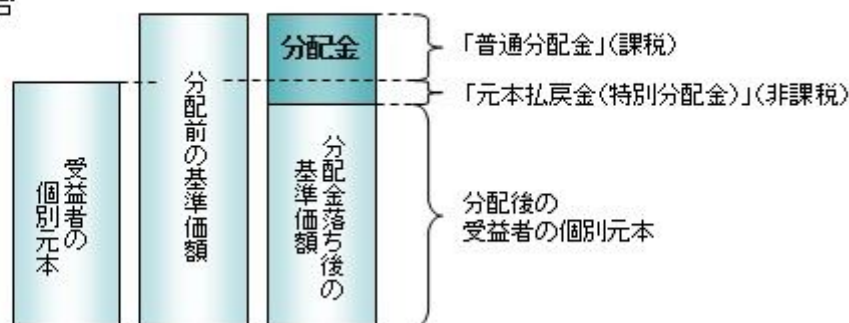 受益者の
個別元本
分配前の基準価額
分配金
分配金落ち後の
基準価額
「普通分配金」(課税)
「元本払戻金(特別分配金)」(非課税)
分配後の
受益者の個別元本